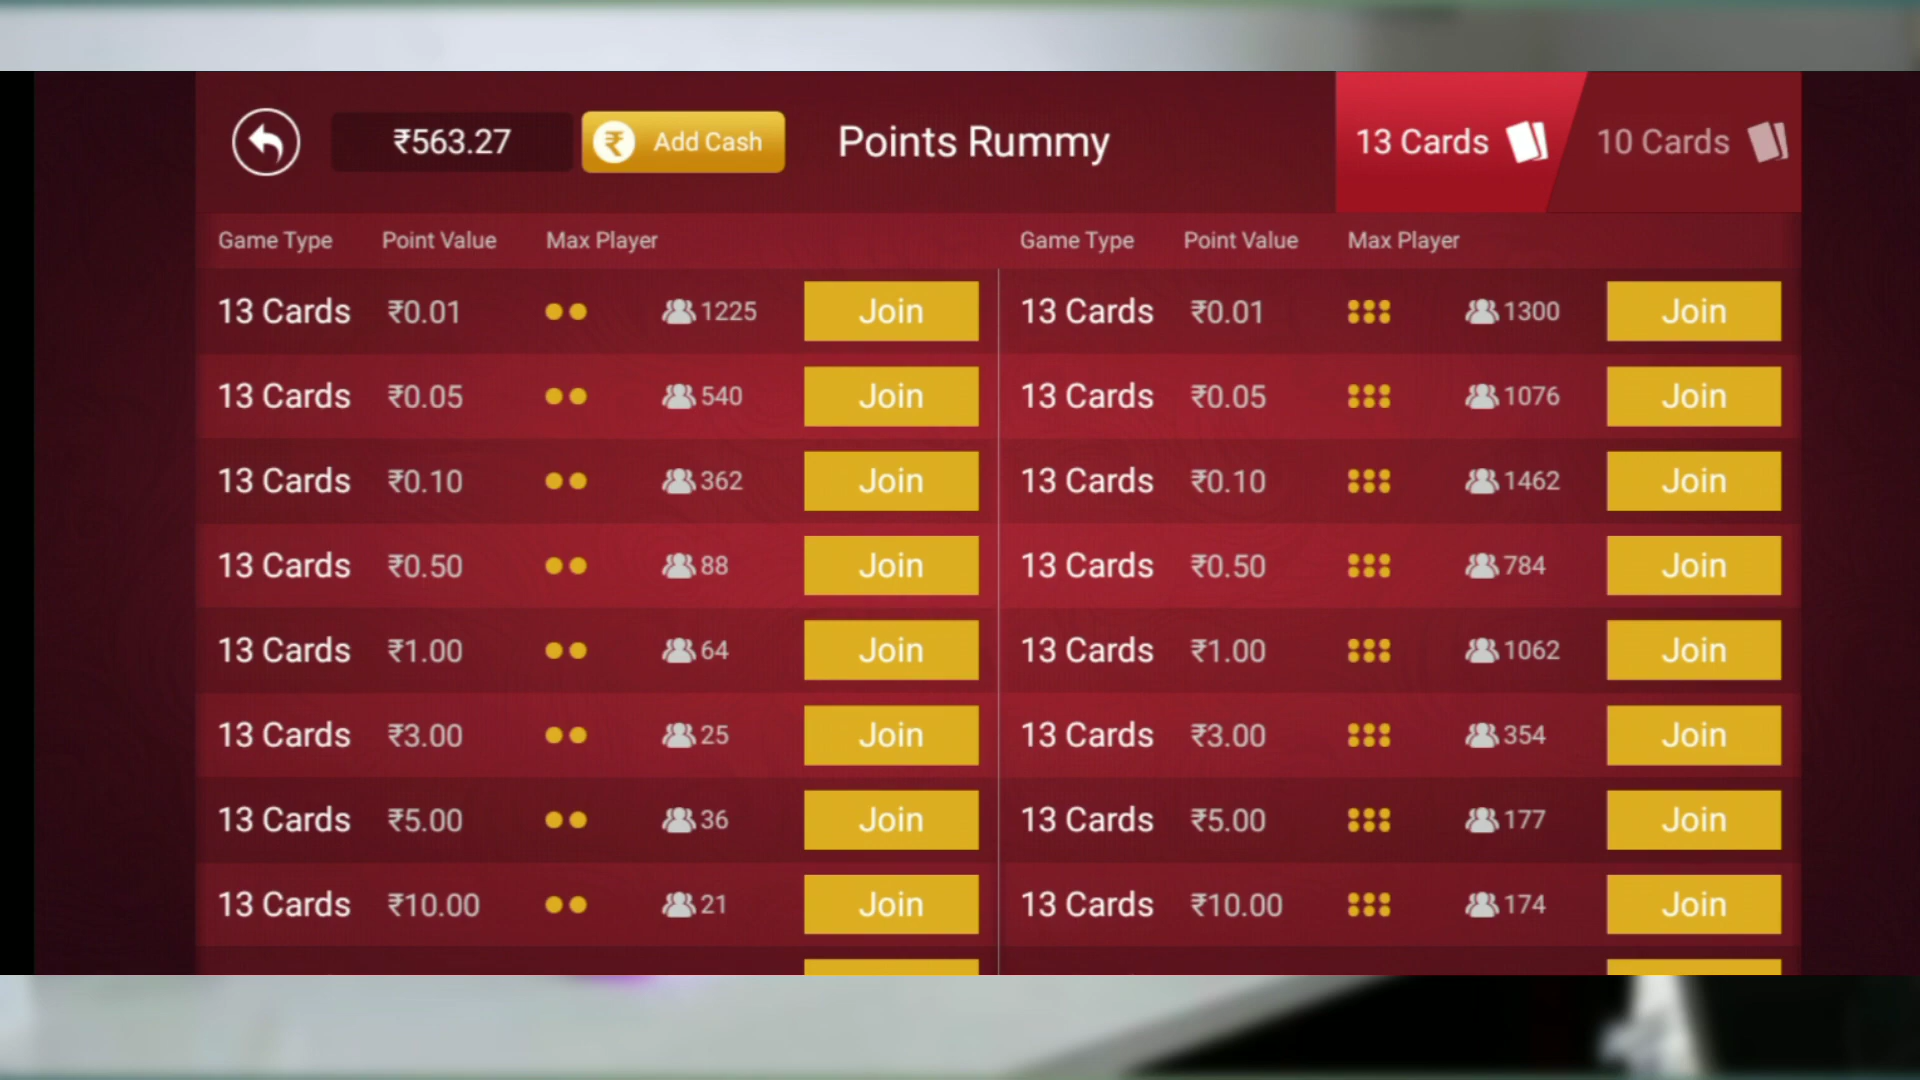 ₹563.27 ₹ Add Cash Points Rummy 13 Cards 10 Cards
Game Type Point Value Max Player Game Type Point Value Max Player
13 Cards ₹0.01 1225 Join 13 Cards ₹0.01 1300 Join
13 Cards ₹0.05 540 Join 13 Cards ₹0.05 1076 Join
13 Cards ₹0.10 362 Join 13 Cards ₹0.10 1462 Join
13 Cards ₹0.50 88 Join 13 Cards ₹0.50 784 Join
13 Cards ₹1.00 64 Join 13 Cards ₹1.00 1062 Join
13 Cards ₹3.00 25 Join 13 Cards ₹3.00 354 Join
13 Cards ₹5.00 36 Join 13 Cards ₹5.00 177 Join
13 Cards ₹10.00 21 Join 13 Cards ₹10.00 174 Join